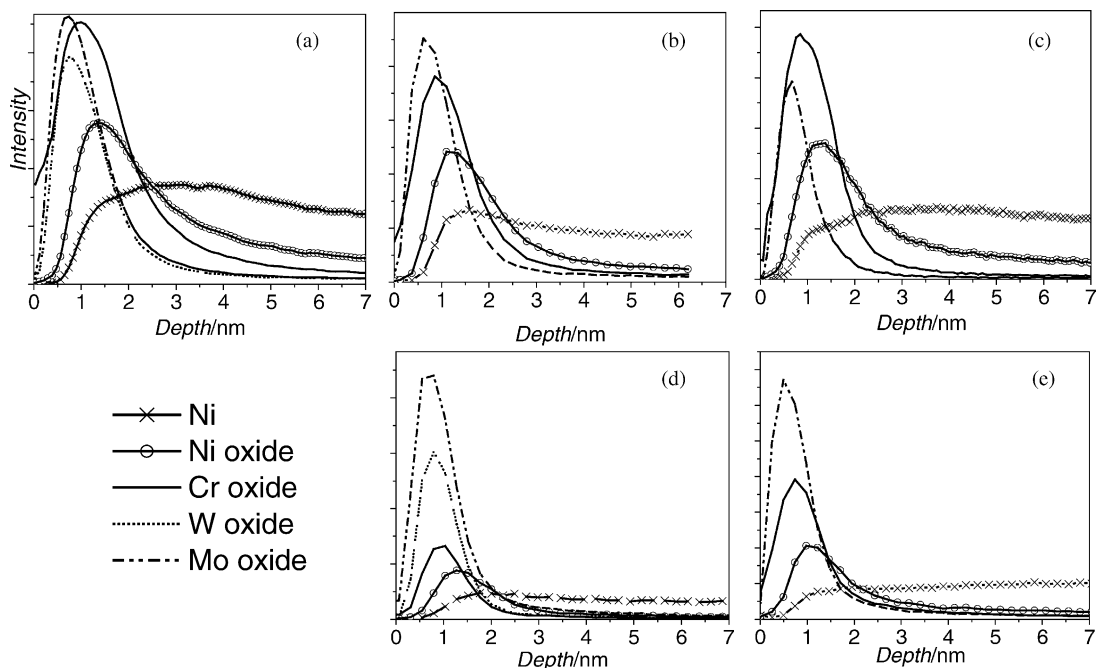 (a)
Intensity
0 1 2 3 4 5 6 7
Depth/nm
(b)
0 1 2 3 4 5 6 7
Depth/nm
(c)
0 1 2 3 4 5 6 7
Depth/nm
Ni
Ni oxide
Cr oxide
W oxide
Mo oxide
(d)
0 1 2 3 4 5 6 7
Depth/nm
(e)
0 1 2 3 4 5 6 7
Depth/nm